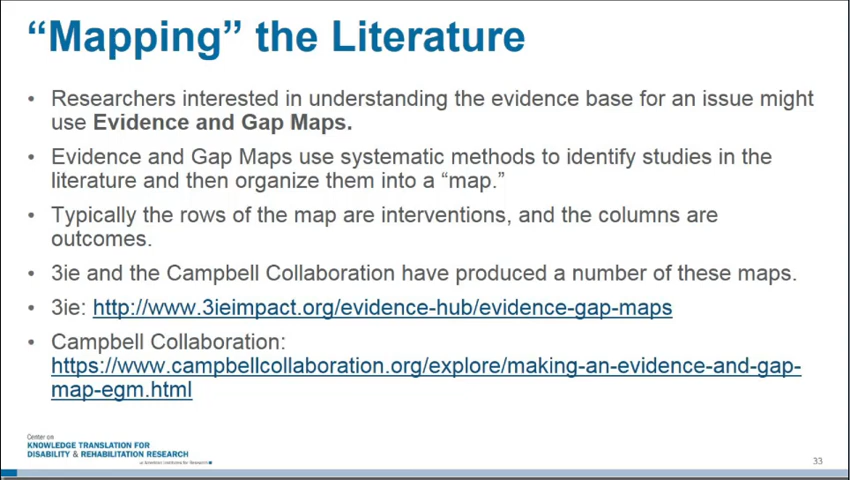 “Mapping” the Literature
• Researchers interested in understanding the evidence base for an issue might
use Evidence and Gap Maps.
• Evidence and Gap Maps use systematic methods to identify studies in the
literature and then organize them into a “map.”
• Typically the rows of the map are interventions, and the columns are
outcomes.
• 3ie and the Campbell Collaboration have produced a number of these maps.
• 3ie: http://www.3ieimpact.org/evidence-hub/evidence-gap-maps
• Campbell Collaboration:
https://www.campbellcollaboration.org/explore/making-an-evidence-and-gap-
map-egm.html
Center on
KNOWLEDGE TRANSLATION FOR
DISABILITY & REHABILITATION RESEARCH
at American Institutes for Research
33